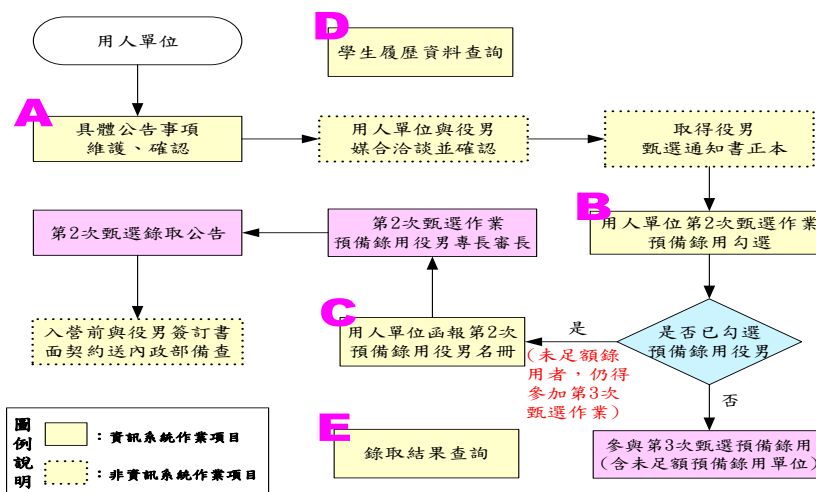 用人單位
D
學生履歷資料查詢
A
具體公告事項
維護、確認
用人單位與役男
媒合洽談並確認
取得役男
甄選通知書正本
B
用人單位第2次甄選作業
預備錄用勾選
第2次甄選作業
預備錄用役男專長審長
第2次甄選錄取公告
是否已勾選
預備錄用役男
是
(未足額錄
用者，仍得
參加第3次
甄選作業)
C
用人單位函報第2次
預備錄用役男名冊
入營前與役男簽訂書
面契約送內政部備查
否
參與第3次甄選預備錄用
(含未足額預備錄用單位)
E
錄取結果查詢
圖例說明
：資訊系統作業項目
：非資訊系統作業項目